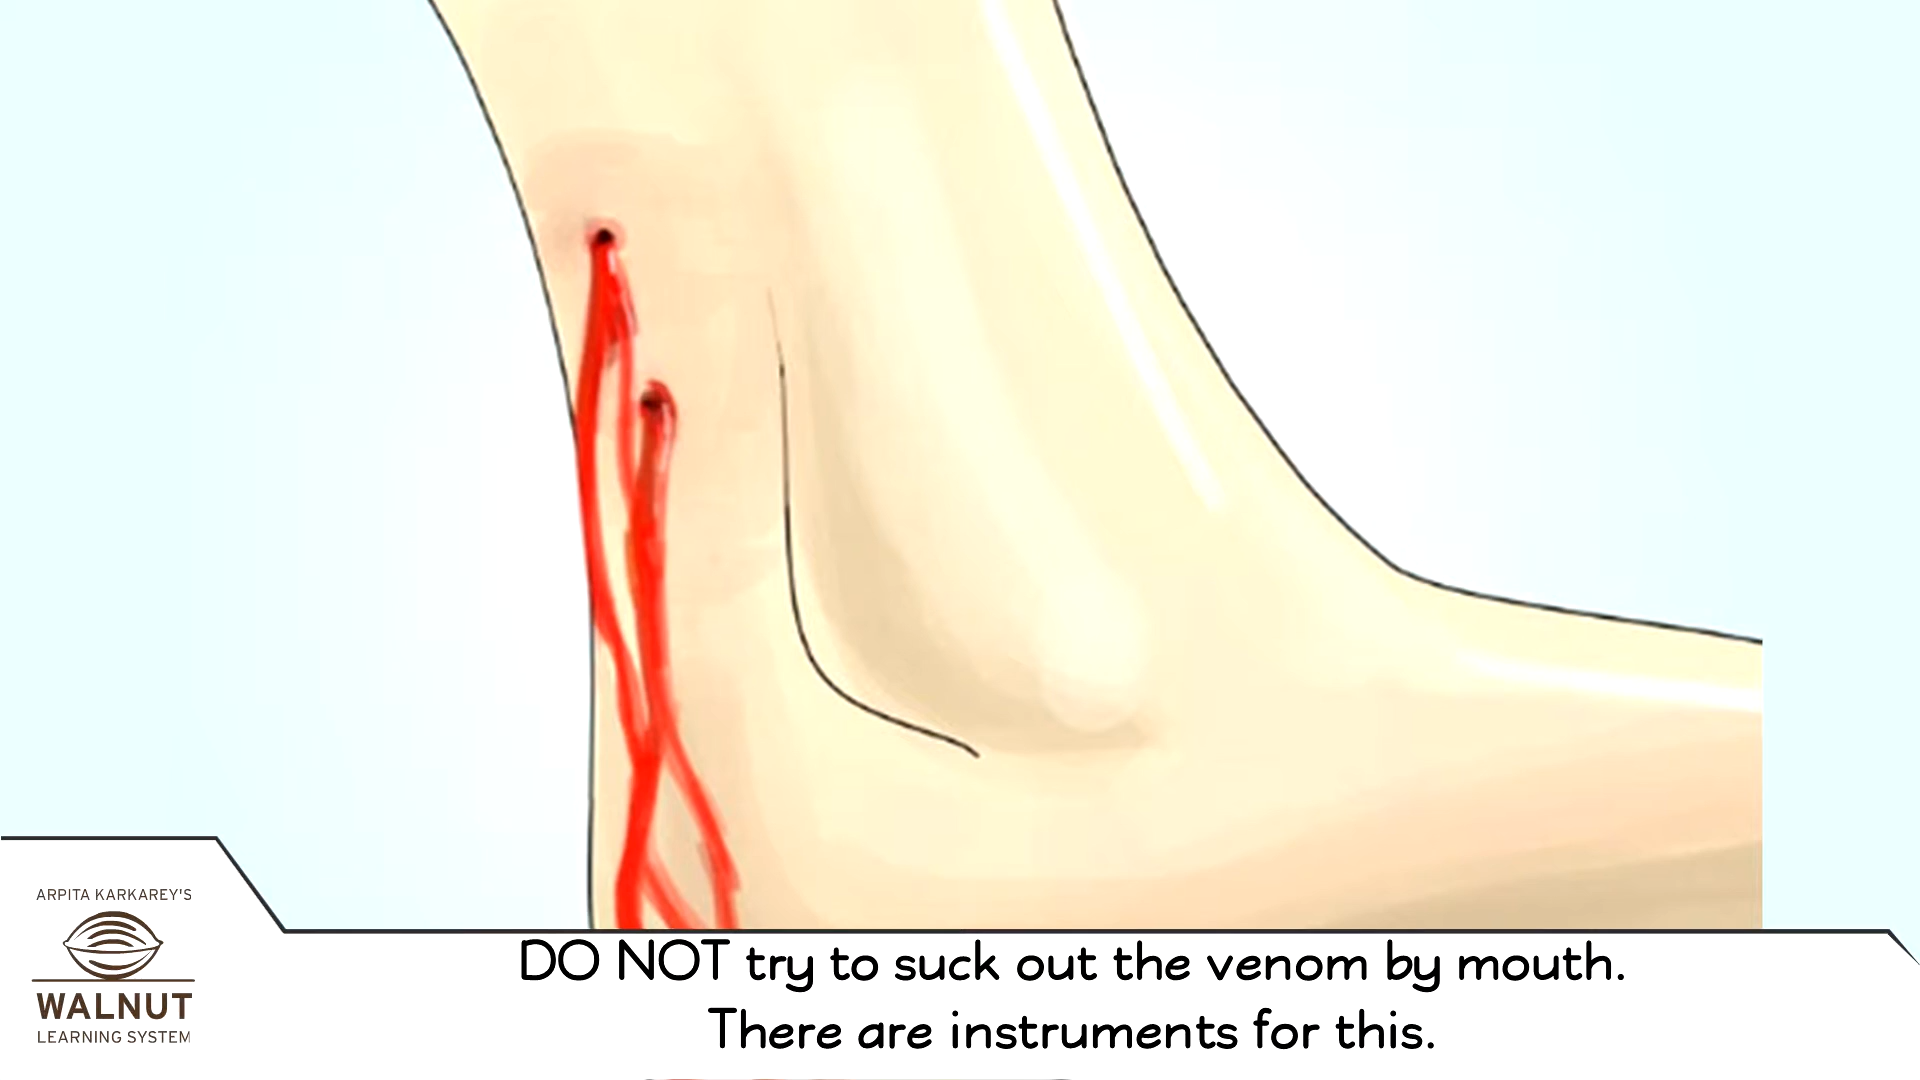 DO NOT try to suck out the venom by mouth.
There are instruments for this.
ARPITA KARKAREY'S
WALNUT
LEARNING SYSTEM